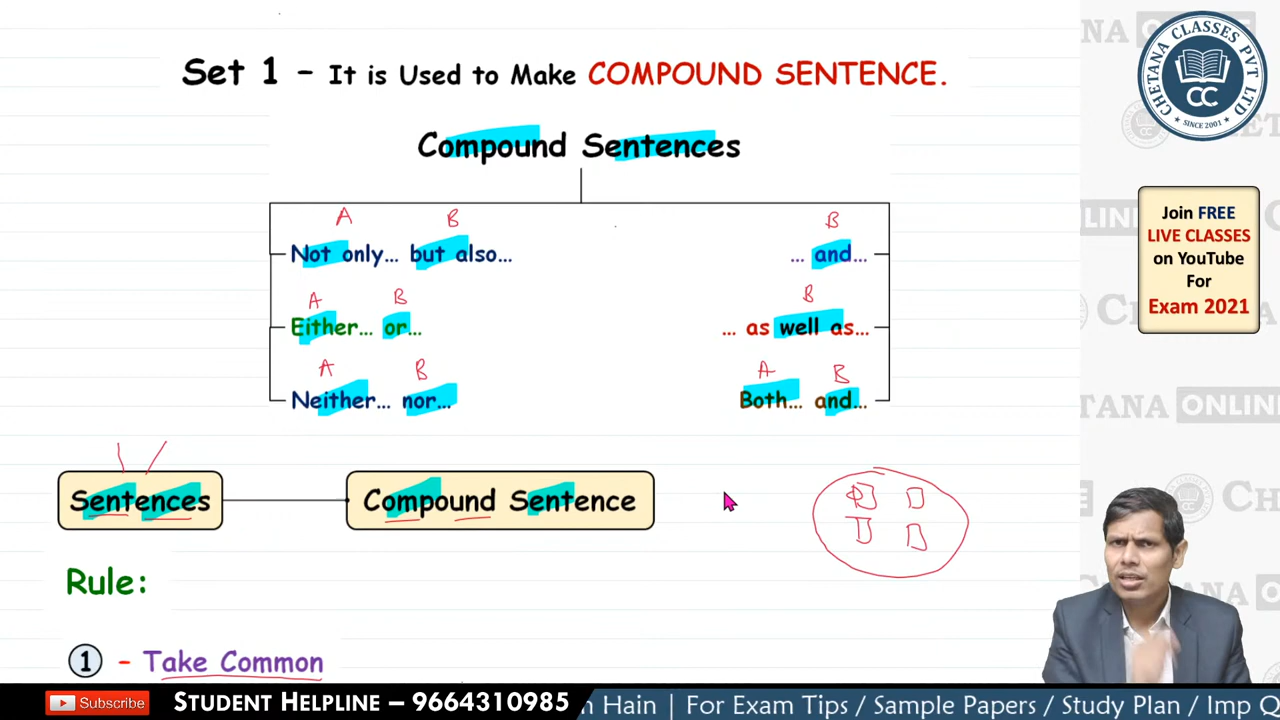 Set 1 - It is Used to Make COMPOUND SENTENCE.
Compound Sentences
A B
Not only... but also...
B
... and...
A B
Either... or...
B
... as well as...
A B
Neither... nor...
A B
Both... and...
Sentences
Compound Sentence
Rule:
1 - Take Common
CHETANA CLASSES PVT LTD
CC
SINCE 2001
Join FREE
LIVE CLASSES
on YouTube
For
Exam 2021
Subscribe
STUDENT HELPLINE – 9664310985
Hain | For Exam Tips / Sample Papers / Study Plan / Imp Q